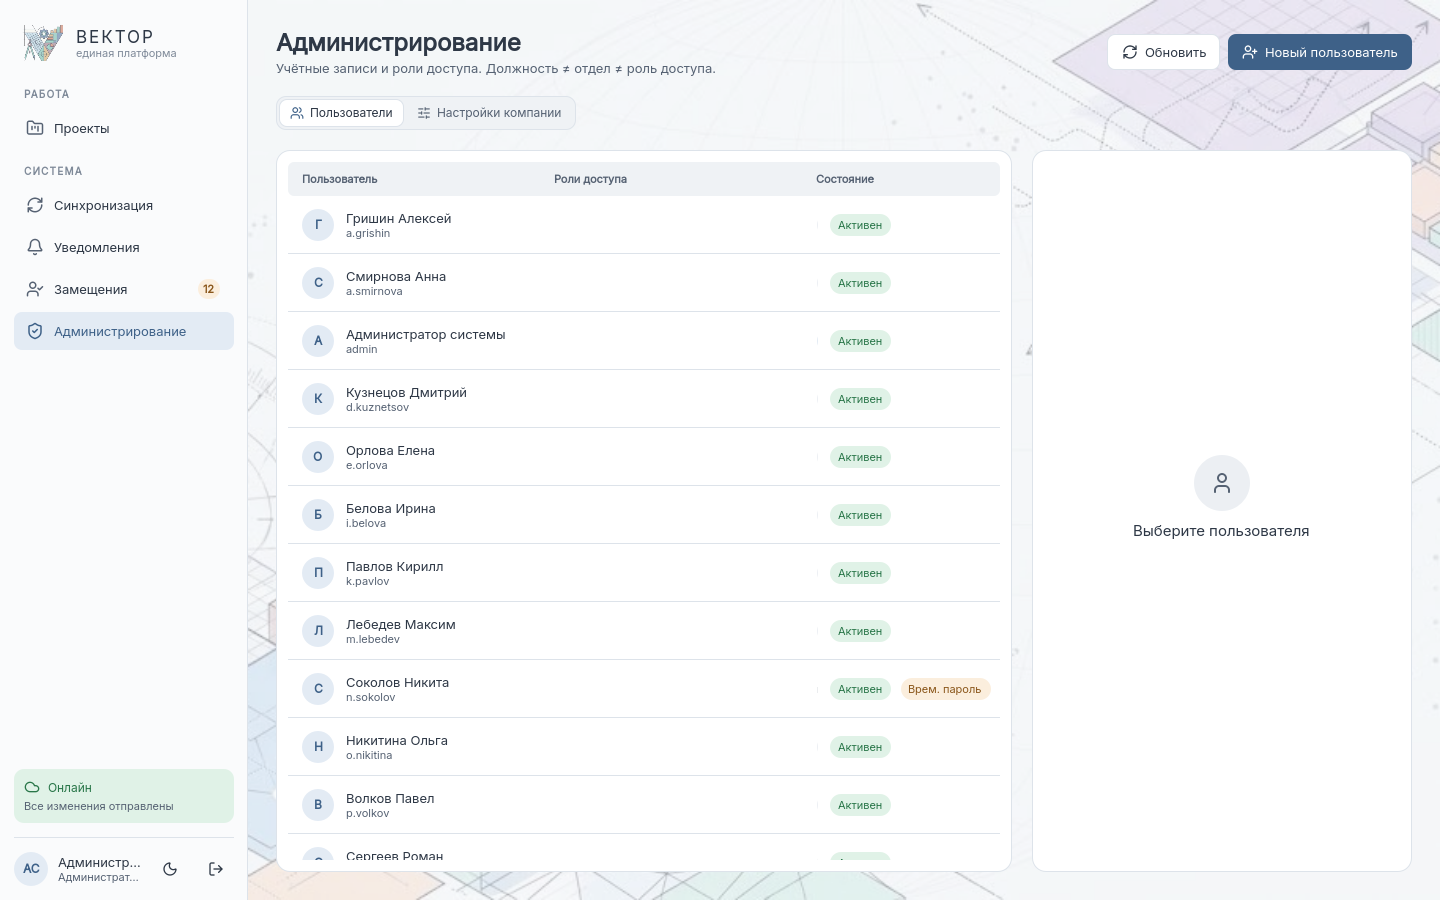 ВЕКТОР
единая платформа
РАБОТА
Проекты
СИСТЕМА
Синхронизация
Уведомления
Замещения 12
Администрирование
Онлайн
Все изменения отправлены
АС Администр...
Администрат...
Администрирование
Учётные записи и роли доступа. Должность ≠ отдел ≠ роль доступа.
Обновить
Новый пользователь
Пользователи
Настройки компании
Пользователь Роли доступа Состояние
Г Гришин Алексей Активен
a.grishin
С Смирнова Анна Активен
a.smirnova
А Администратор системы Активен
admin
К Кузнецов Дмитрий Активен
d.kuznetsov
О Орлова Елена Активен
e.orlova
Б Белова Ирина Активен
i.belova
П Павлов Кирилл Активен
k.pavlov
Л Лебедев Максим Активен
m.lebedev
С Соколов Никита Активен Врем. пароль
n.sokolov
Н Никитина Ольга Активен
o.nikitina
В Волков Павел Активен
p.volkov
Сергеев Роман
Выберите пользователя